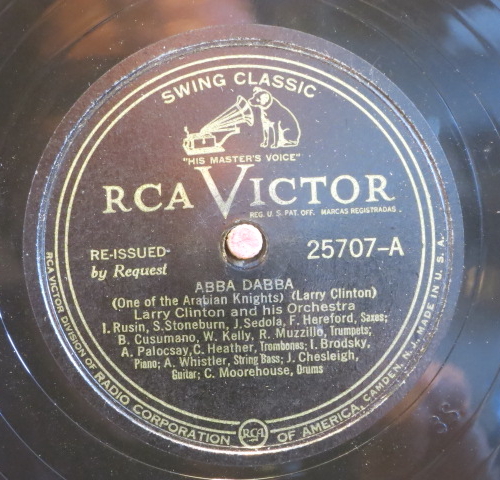 SWING CLASSIC
"HIS MASTER'S VOICE"
RCA VICTOR
REG. U.S. PAT. OFF. MARCAS REGISTRADAS
RE-ISSUED-
by Request
25707-A
ABBA DABBA
(One of the Arabian Knights) (Larry Clinton)
Larry Clinton and his Orchestra
I. Rusin, S. Stoneburn, J. Sedola, F. Hereford, Saxes;
B. Cusumano, W. Kelly, R. Muzzillo, Trumpets;
A. Palocsay, C. Heather, Trombones; I. Brodsky,
Piano; A. Whistler, String Bass; J. Chesleigh,
Guitar; C. Moorehouse, Drums
RCA VICTOR DIVISION OF RADIO CORPORATION OF AMERICA, CAMDEN, N.J. MADE IN U.S.A.
RCA